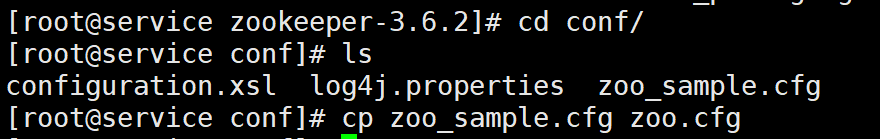 [root@service zookeeper-3.6.2]# cd conf/
[root@service conf]# ls
configuration.xsl  log4j.properties  zoo_sample.cfg
[root@service conf]# cp zoo_sample.cfg zoo.cfg